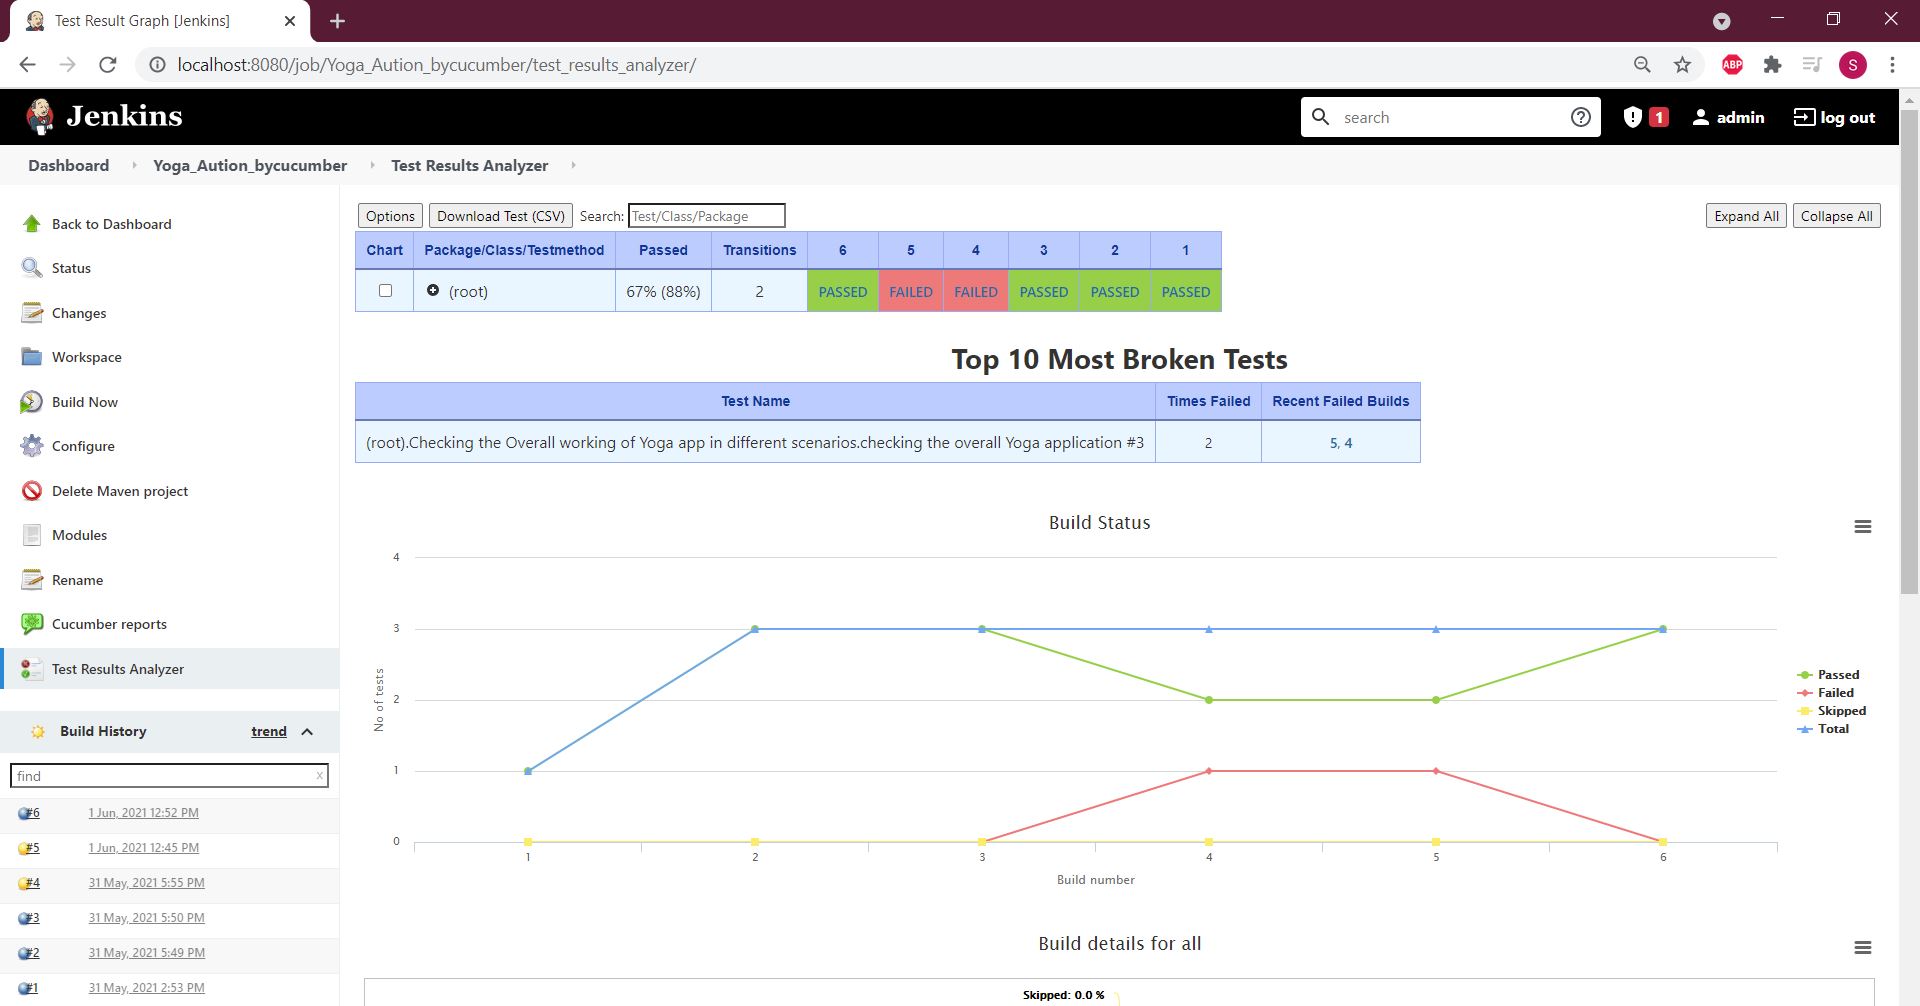 Test Result Graph [Jenkins]
localhost:8080/job/Yoga_Aution_bycucumber/test_results_analyzer/
ABP
S
Jenkins
search
1
admin
log out
Dashboard
Yoga_Aution_bycucumber
Test Results Analyzer
Back to Dashboard
Status
Changes
Workspace
Build Now
Configure
Delete Maven project
Modules
Rename
Cucumber reports
Test Results Analyzer
Build History
trend
find
x
#6 1 Jun, 2021 12:52 PM
#5 1 Jun, 2021 12:45 PM
#4 31 May, 2021 5:55 PM
#3 31 May, 2021 5:50 PM
#2 31 May, 2021 5:49 PM
#1 31 May, 2021 2:53 PM
Options Download Test (CSV) Search: Test/Class/Package Expand All Collapse All
Chart Package/Class/Testmethod Passed Transitions 6 5 4 3 2 1
(root) 67% (88%) 2 PASSED FAILED FAILED PASSED PASSED PASSED
Top 10 Most Broken Tests
Test Name Times Failed Recent Failed Builds
(root).Checking the Overall working of Yoga app in different scenarios.checking the overall Yoga application #3 2 5, 4
Build Status
4
3
2
1
0
No of tests
1 2 3 4 5 6
Build number
Passed
Failed
Skipped
Total
Build details for all
Skipped: 0.0 %